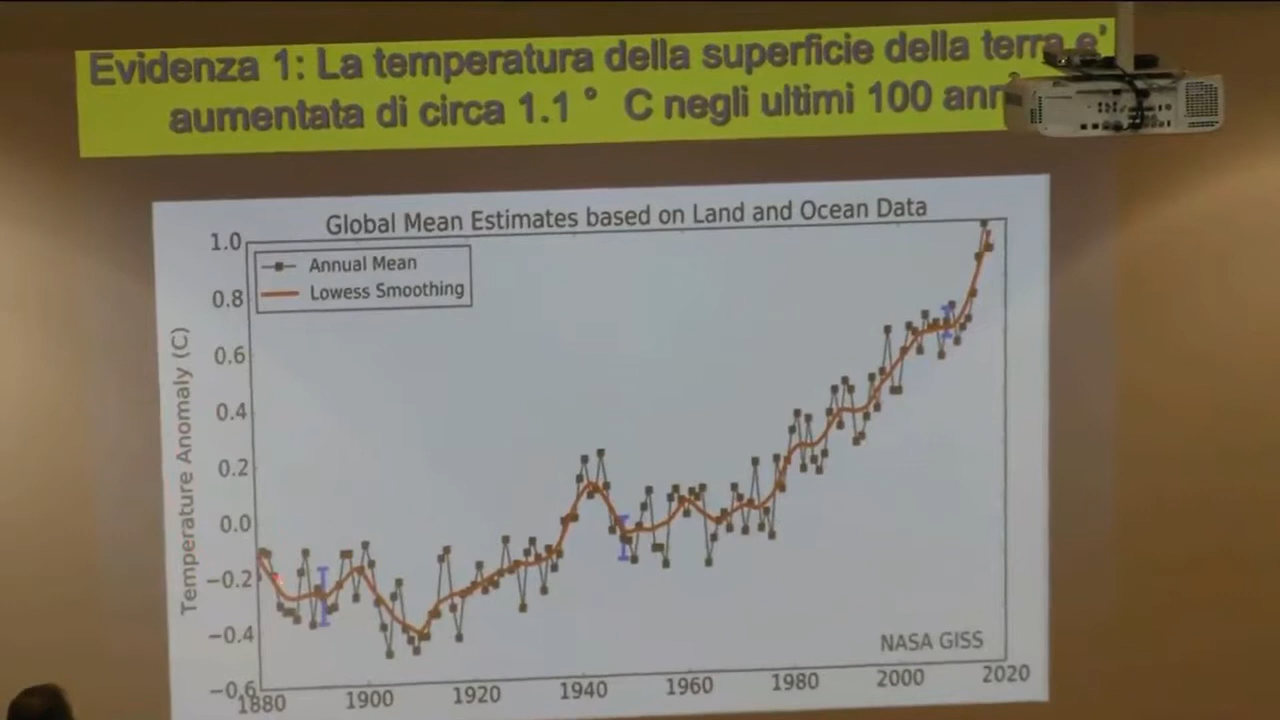 Evidenza 1: La temperatura della superficie della terra e'
aumentata di circa 1.1 ° C negli ultimi 100
Global Mean Estimates based on Land and Ocean Data
Annual Mean
Lowess Smoothing
Temperature Anomaly (C)
1.0
0.8
0.6
0.4
0.2
0.0
−0.2
−0.4
−0.6
NASA GISS
1880 1900 1920 1940 1960 1980 2000 2020